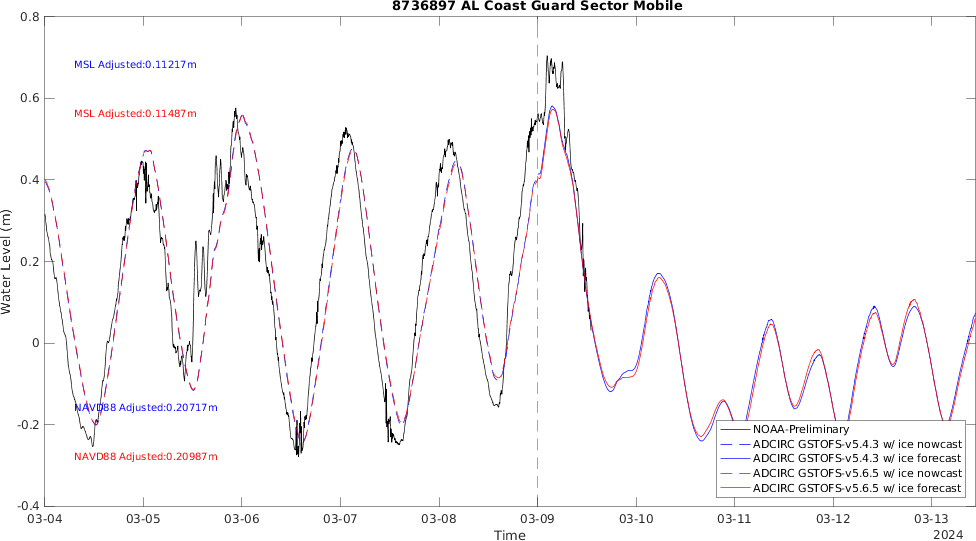 8736897 AL Coast Guard Sector Mobile
0.8
0.6
0.4
0.2
0
-0.2
-0.4
Water Level (m)
MSL Adjusted:0.11217m
MSL Adjusted:0.11487m
NAVD88 Adjusted:0.20717m
NAVD88 Adjusted:0.20987m
NOAA-Preliminary
ADCIRC GSTOFS-v5.4.3 w/ ice nowcast
ADCIRC GSTOFS-v5.4.3 w/ ice forecast
ADCIRC GSTOFS-v5.6.5 w/ ice nowcast
ADCIRC GSTOFS-v5.6.5 w/ ice forecast
03-04 03-05 03-06 03-07 03-08 03-09 03-10 03-11 03-12 03-13
Time
2024